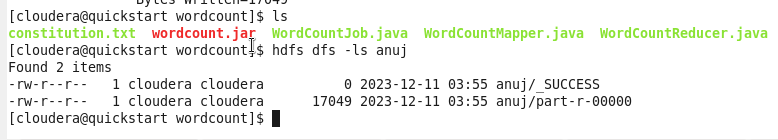 Bytes Written=17049
[cloudera@quickstart wordcount]$ ls
constitution.txt  wordcount.jar  WordCountJob.java  WordCountMapper.java  WordCountReducer.java
[cloudera@quickstart wordcount]$ hdfs dfs -ls anuj
Found 2 items
-rw-r--r--   1 cloudera cloudera          0 2023-12-11 03:55 anuj/_SUCCESS
-rw-r--r--   1 cloudera cloudera      17049 2023-12-11 03:55 anuj/part-r-00000
[cloudera@quickstart wordcount]$